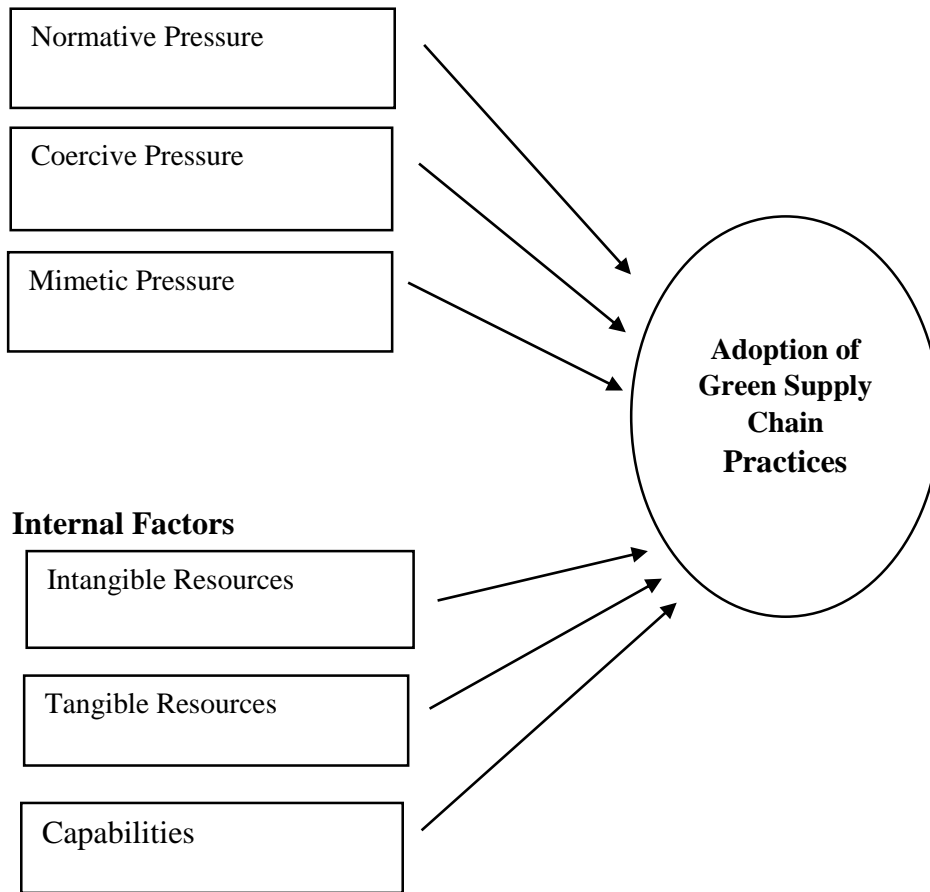 Normative Pressure
Coercive Pressure
Mimetic Pressure
Adoption of
Green Supply
Chain
Practices
Internal Factors
Intangible Resources
Tangible Resources
Capabilities